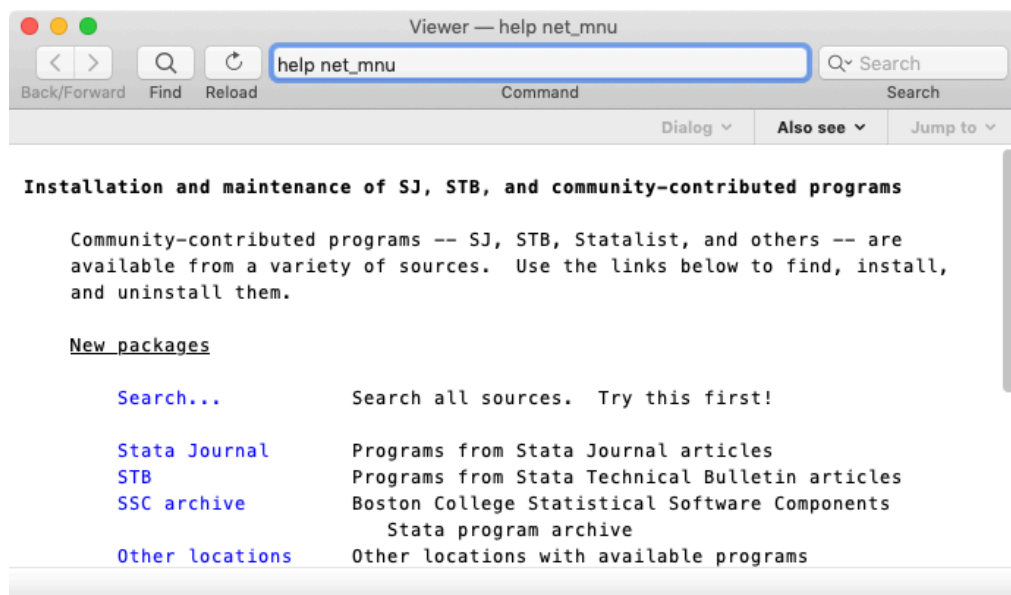 Viewer — help net_mnu
help net_mnu
Search
Back/Forward Find Reload Command Search
Dialog Also see Jump to
Installation and maintenance of SJ, STB, and community-contributed programs
Community-contributed programs -- SJ, STB, Statalist, and others -- are
available from a variety of sources.  Use the links below to find, install,
and uninstall them.
New packages
Search... Search all sources.  Try this first!
Stata Journal Programs from Stata Journal articles
STB Programs from Stata Technical Bulletin articles
SSC archive Boston College Statistical Software Components
Stata program archive
Other locations Other locations with available programs